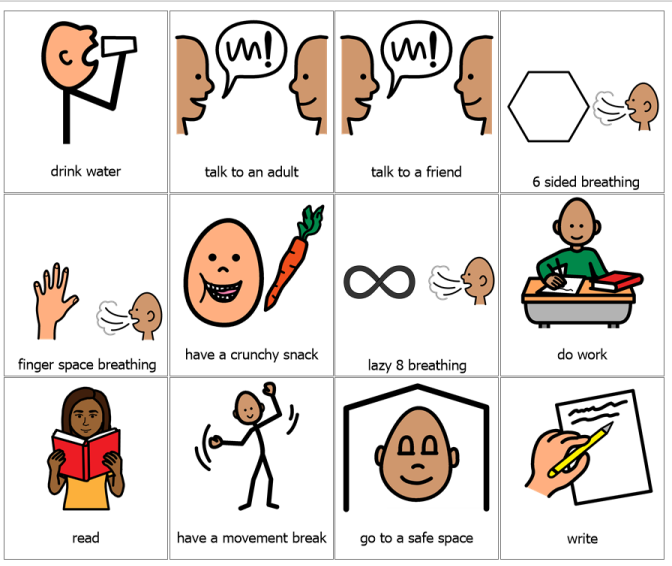 drink water
talk to an adult
talk to a friend
6 sided breathing
finger space breathing
have a crunchy snack
lazy 8 breathing
do work
read
have a movement break
go to a safe space
write